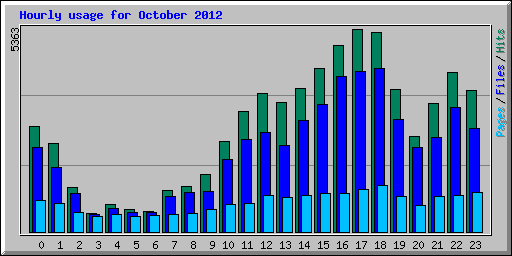 Hourly usage for October 2012
5363
Pages / Files / Hits
0 1 2 3 4 5 6 7 8 9 10 11 12 13 14 15 16 17 18 19 20 21 22 23